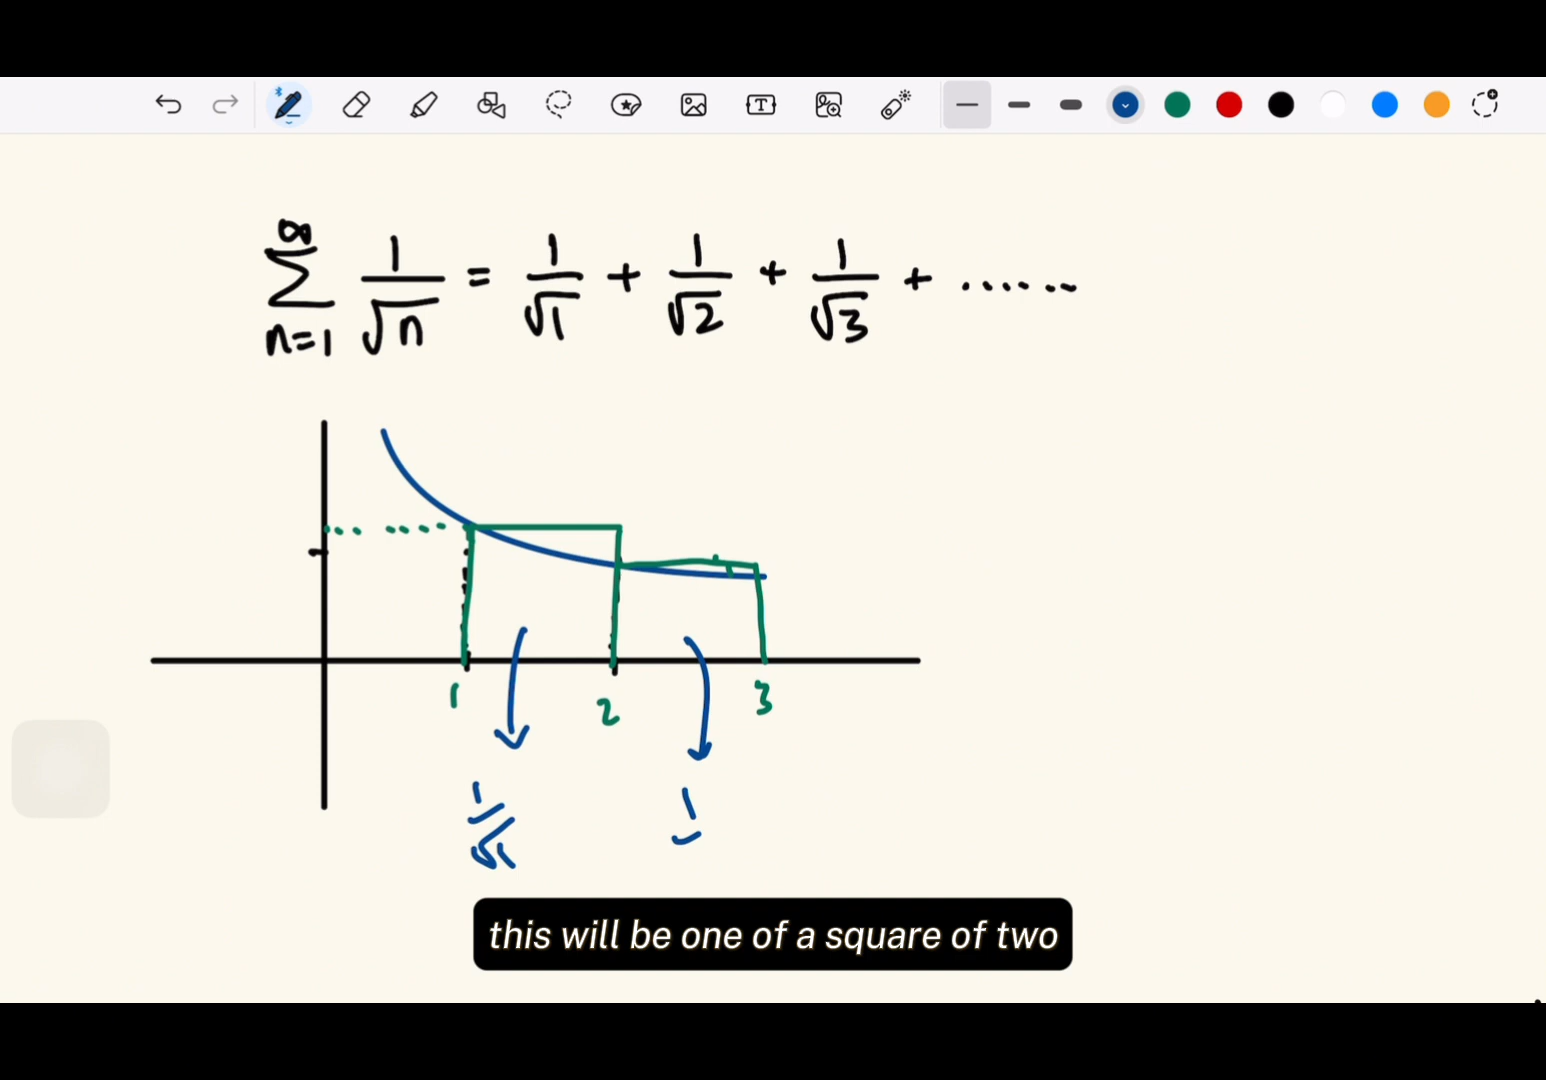 ∞
∑ 1/√n = 1/√1 + 1/√2 + 1/√3 + ......
n=1
1 2 3
1/√1 1
this will be one of a square of two